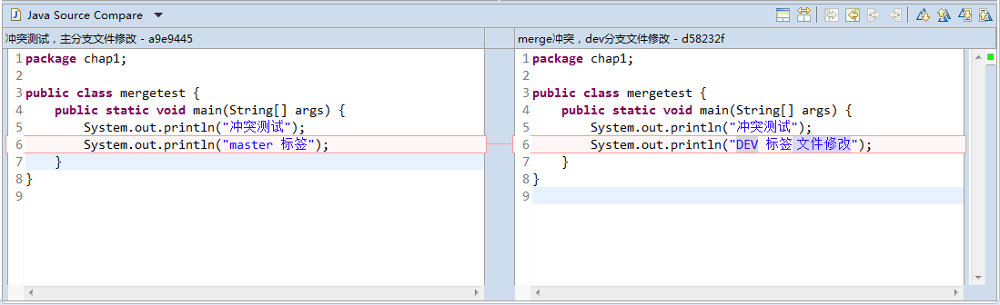 Java Source Compare
冲突测试，主分支文件修改 - a9e9445
1 package chap1;
2
3 public class mergetest {
4     public static void main(String[] args) {
5         System.out.println("冲突测试");
6         System.out.println("master 标签");
7     }
8 }
9
merge冲突，dev分支文件修改 - d58232f
1 package chap1;
2
3 public class mergetest {
4     public static void main(String[] args) {
5         System.out.println("冲突测试");
6         System.out.println("DEV 标签 文件修改");
7     }
8 }
9